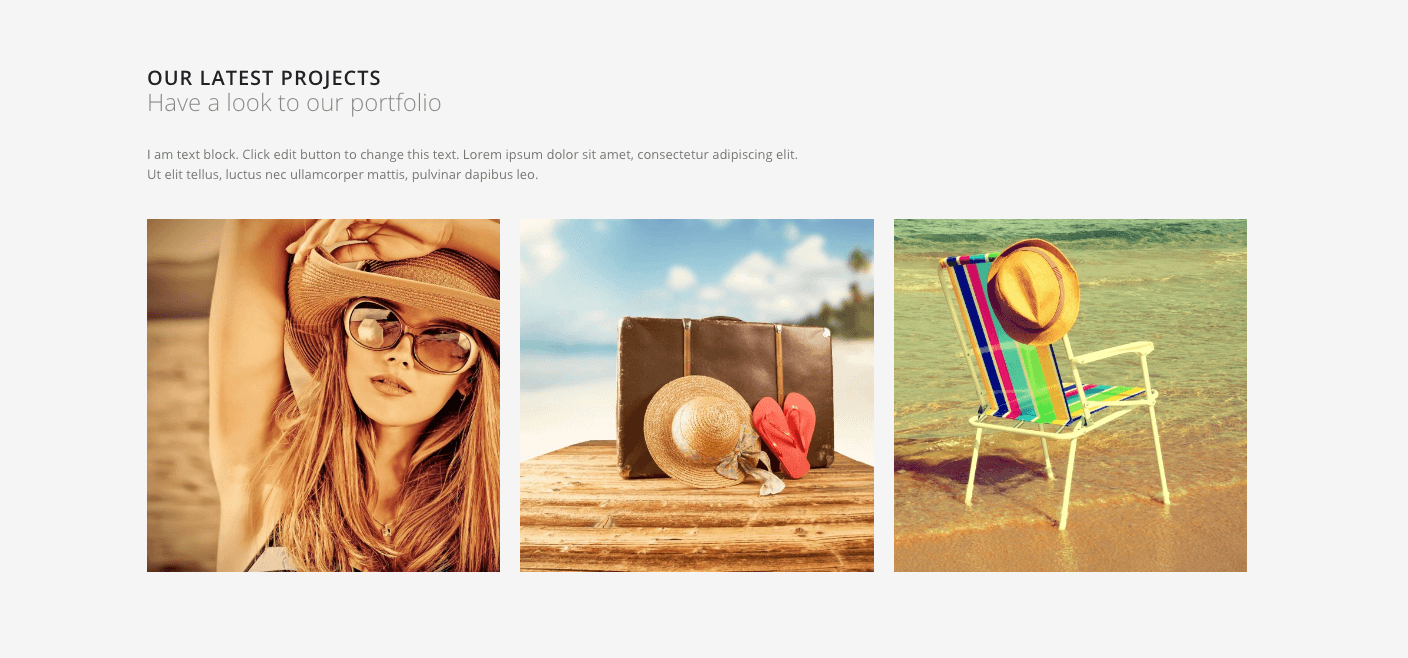 OUR LATEST PROJECTS
Have a look to our portfolio
I am text block. Click edit button to change this text. Lorem ipsum dolor sit amet, consectetur adipiscing elit.
Ut elit tellus, luctus nec ullamcorper mattis, pulvinar dapibus leo.